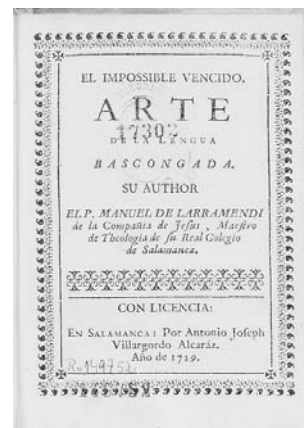 EL IMPOSSIBLE VENCIDO.
ARTE
17302
DE LA LENGUA
BASCONGADA.
SU AUTHOR
EL P. MANUEL DE LARRAMENDI
de la Compañia de Jesus, Maestro
de Theologia de su Real Colegio
de Salamanca.
CON LICENCIA:
EN SALAMANCA: Por Antonio Joseph
Villargordo Alcaráz.
Año de 1729.